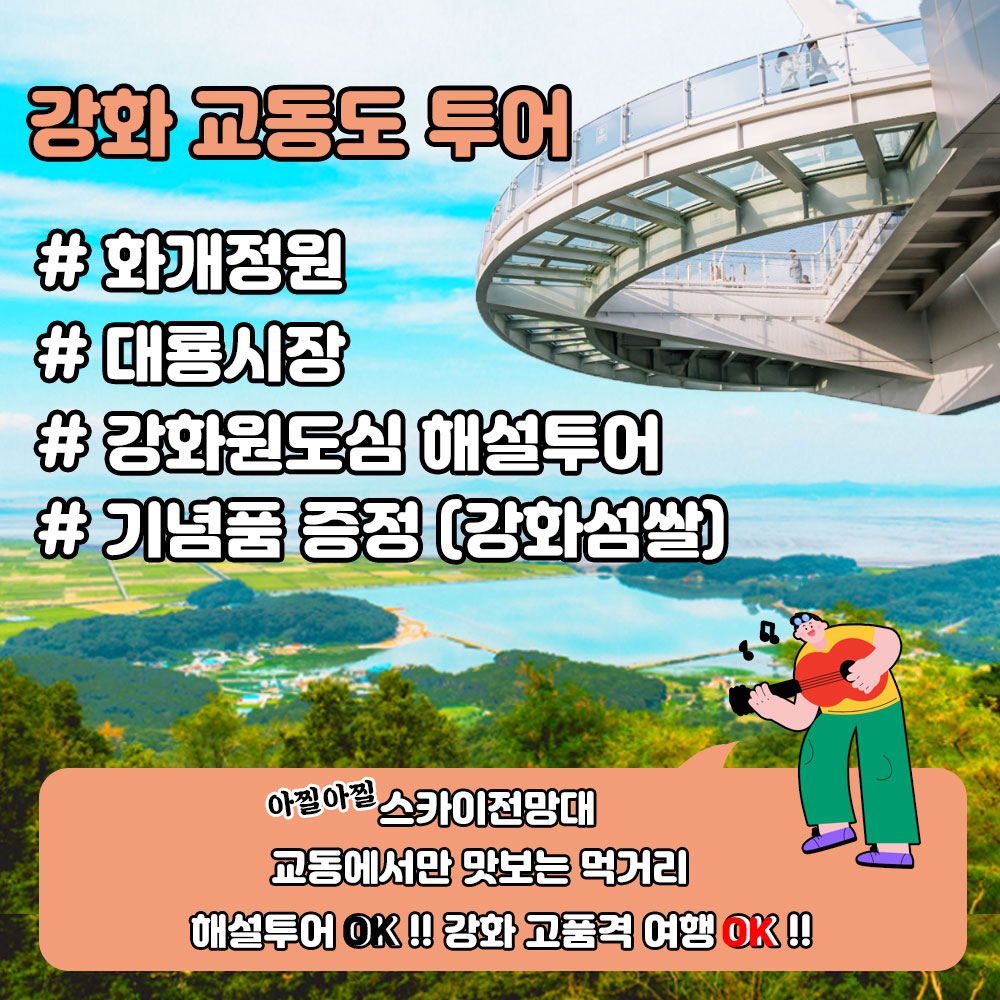 강화 교동도 투어
# 화개정원
# 대룡시장
# 강화원도심 해설투어
# 기념품 증정 (강화섬쌀)
아찔아찔 스카이전망대
교동에서만 맛보는 먹거리
해설투어 OK !! 강화 고품격 여행 OK !!